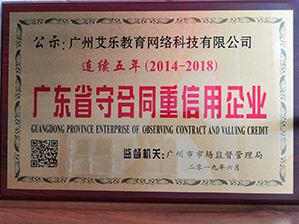 公示:广州艾乐教育网络科技有限公司
连续五年(2014-2018)
广东省守合同重信用企业
GUANGDONG PROVINCE ENTERPRISE OF OBSERVING CONTRACT AND VALUING CREDIT
监督机关:广州市市场监督管理局
二零一九年六月